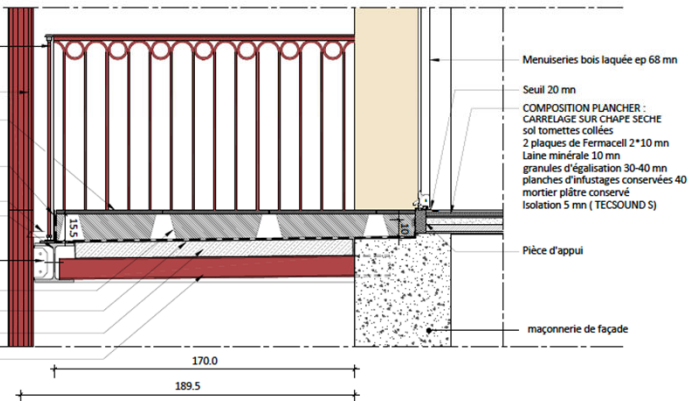 Menuiseries bois laquée ep 68 mn
Seuil 20 mn
COMPOSITION PLANCHER :
CARRELAGE SUR CHAPE SECHE
sol tomettes collées
2 plaques de Fermacell 2*10 mn
Laine minérale 10 mn
granules d'égalisation 30-40 mn
planches d'infustages conservées 40
mortier plâtre conservé
Isolation 5 mn ( TECSOUND S)
15.5
10
Pièce d'appui
maçonnerie de façade
170.0
189.5